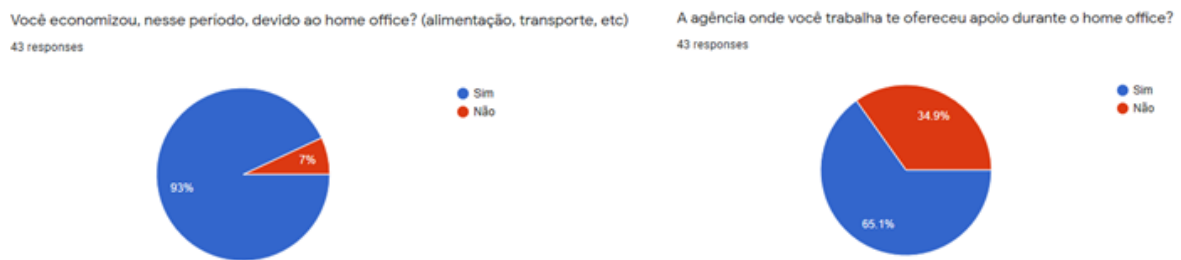 Você economizou, nesse período, devido ao home office? (alimentação, transporte, etc)
43 responses
Sim
Não
7%
93%
A agência onde você trabalha te ofereceu apoio durante o home office?
43 responses
Sim
Não
34.9%
65.1%